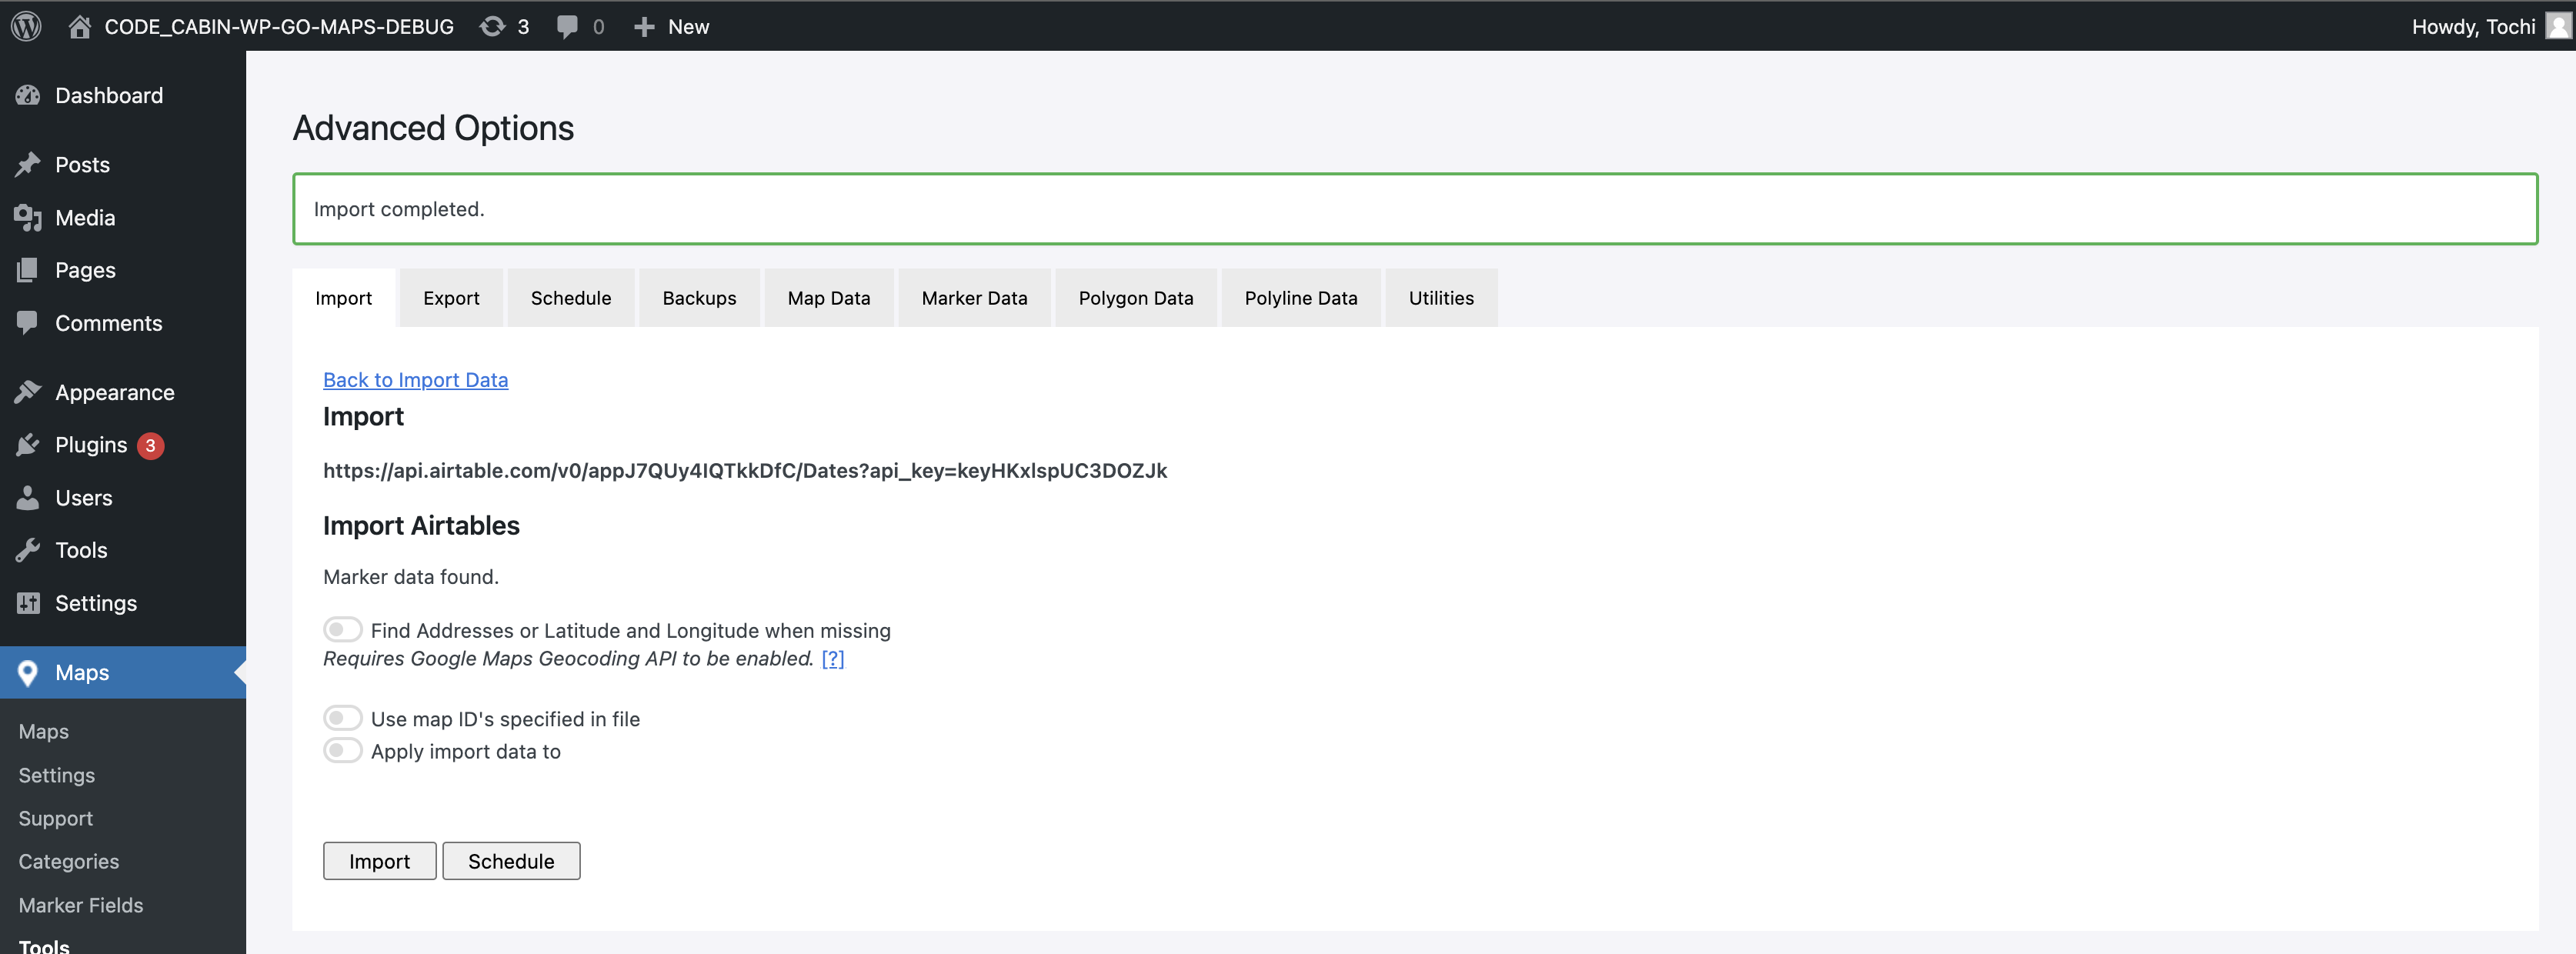 CODE_CABIN-WP-GO-MAPS-DEBUG 3 0 New Howdy, Tochi
Dashboard
Posts
Media
Pages
Comments
Appearance
Plugins 3
Users
Tools
Settings
Maps
Maps
Settings
Support
Categories
Marker Fields
Tools
Advanced Options
Import completed.
Import Export Schedule Backups Map Data Marker Data Polygon Data Polyline Data Utilities
Back to Import Data
Import
https://api.airtable.com/v0/appJ7QUy4IQTkkDfC/Dates?api_key=keyHKxlspUC3DOZJk
Import Airtables
Marker data found.
Find Addresses or Latitude and Longitude when missing
Requires Google Maps Geocoding API to be enabled. [?]
Use map ID's specified in file
Apply import data to
Import Schedule